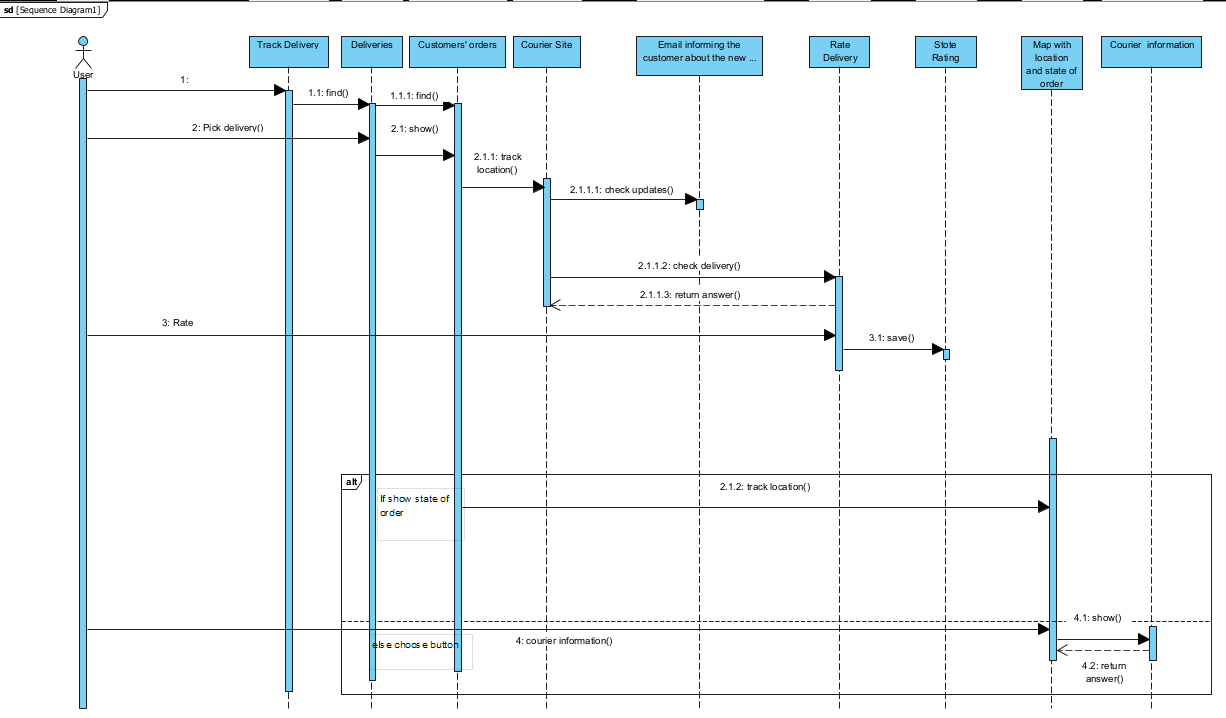 sd [Sequence Diagram1]
User
Track Delivery
Deliveries
Customers' orders
Courier Site
Email informing the
customer about the new ...
Rate
Delivery
Stote
Rating
Map with
location
and state of
order
Courier information
1:
1.1: find()
1.1.1: find()
2: Pick delivery()
2.1: show()
2.1.1: track
location()
2.1.1.1: check updates()
2.1.1.2: check delivery()
2.1.1.3: return answer()
3: Rate
3.1: save()
alt
If show state of
order
2.1.2: track location()
4.1: show()
else choose button
4: courier information()
4.2: return
answer()